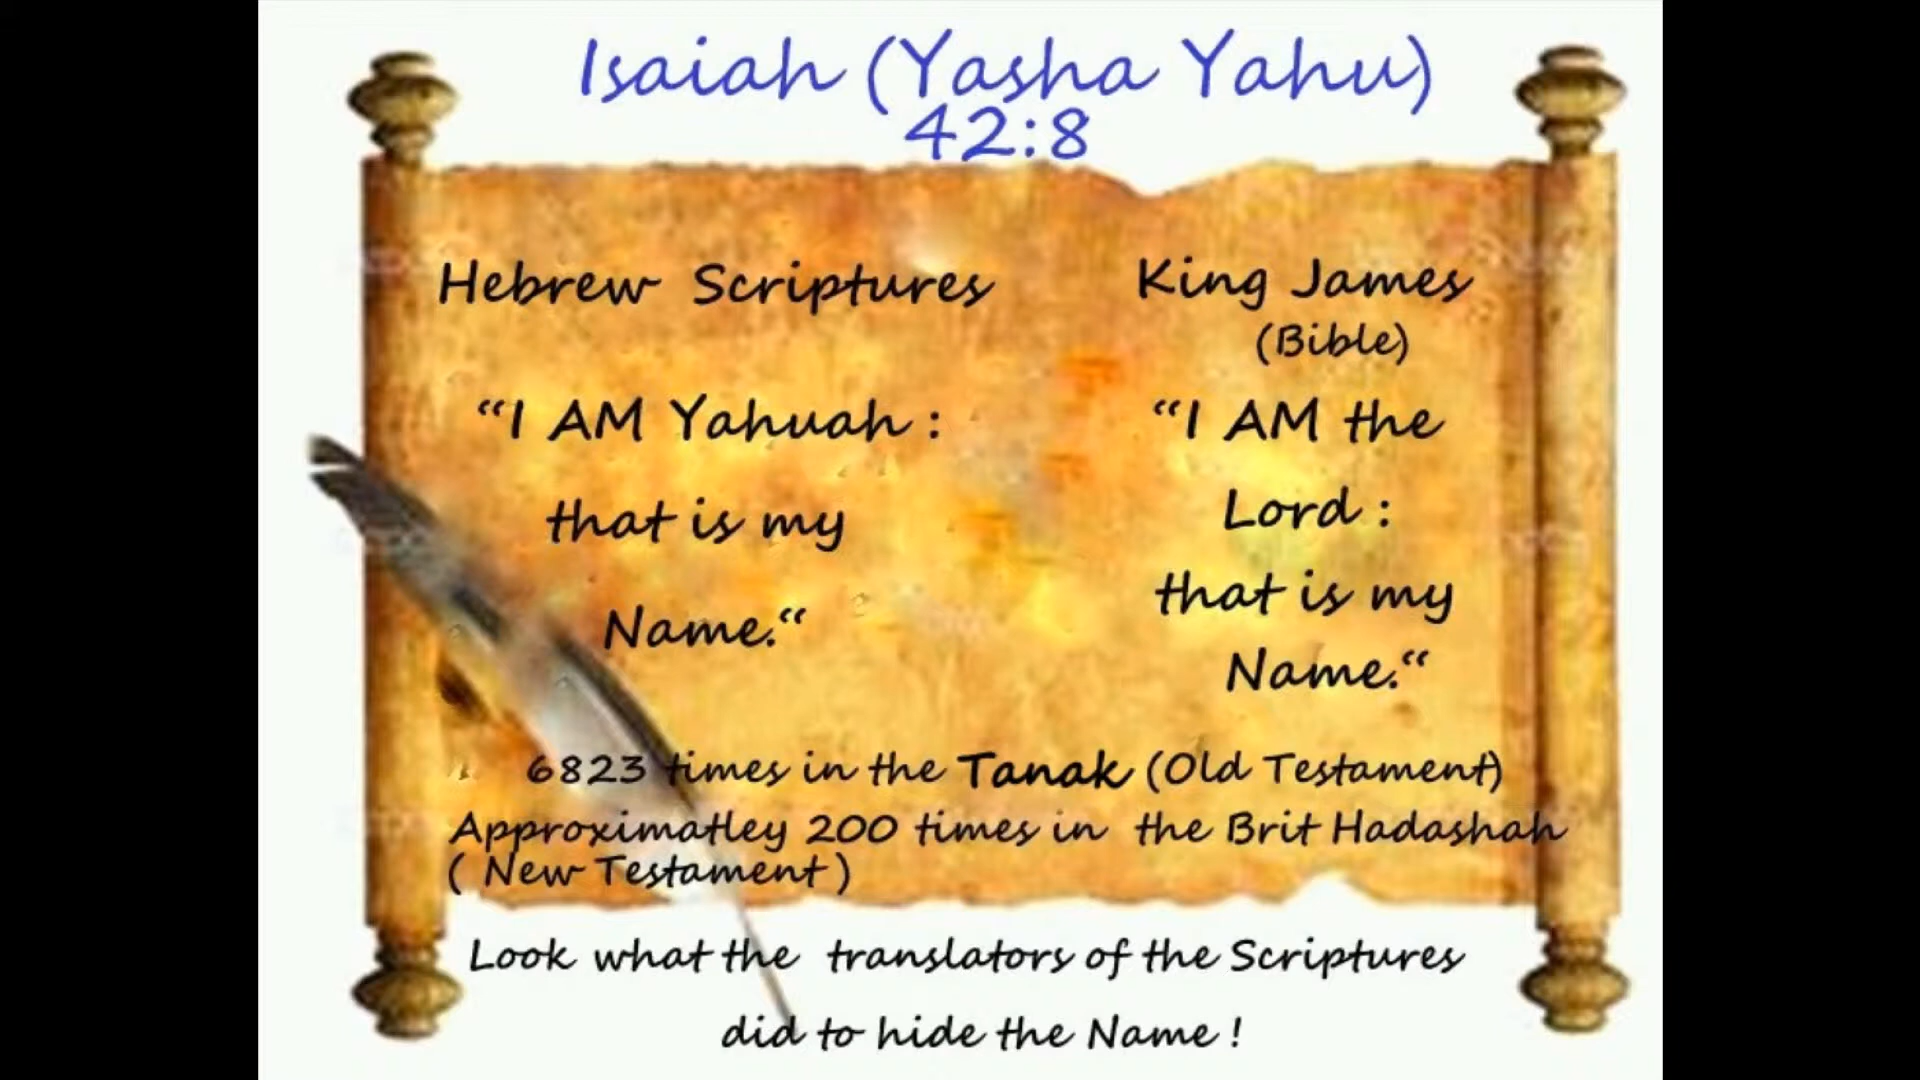 Isaiah (Yasha Yahu)
42:8
Hebrew Scriptures
“I AM Yahuah :
that is my
Name.“
King James
(Bible)
“I AM the
Lord :
that is my
Name.“
6823 times in the Tanak (Old Testament)
Approximatley 200 times in the Brit Hadashah
( New Testament )
Look what the translators of the Scriptures
did to hide the Name !